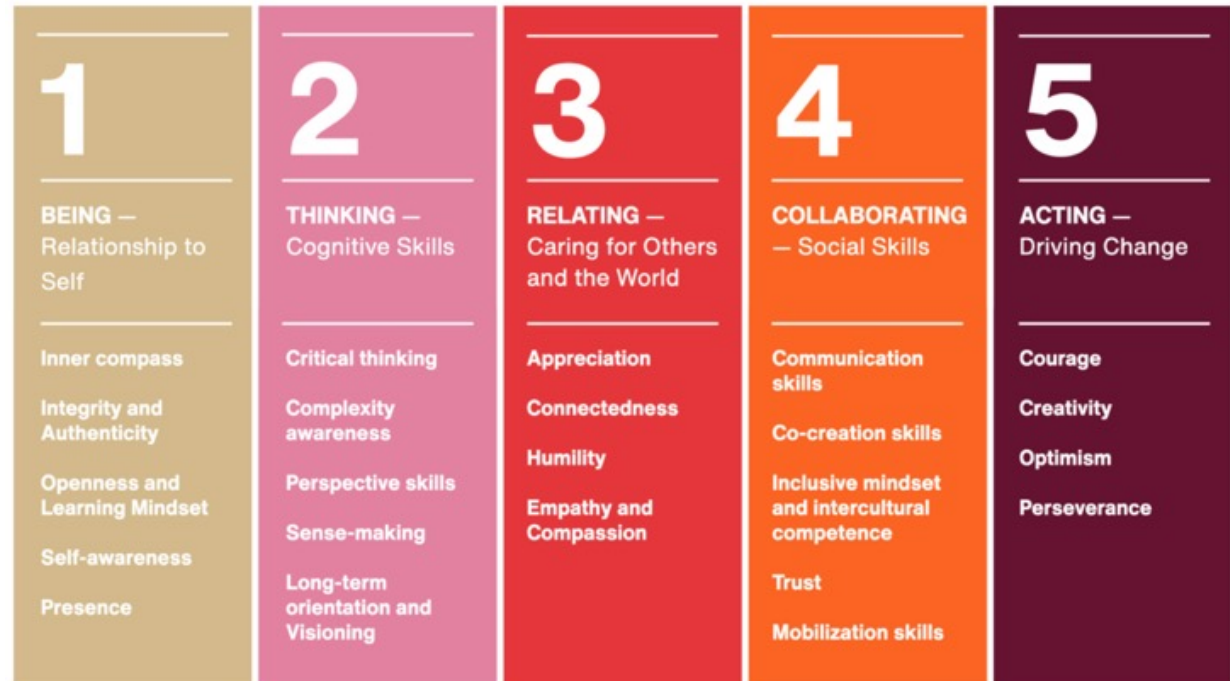 1
BEING —
Relationship to
Self
Inner compass
Integrity and
Authenticity
Openness and
Learning Mindset
Self-awareness
Presence
2
THINKING —
Cognitive Skills
Critical thinking
Complexity
awareness
Perspective skills
Sense-making
Long-term
orientation and
Visioning
3
RELATING —
Caring for Others
and the World
Appreciation
Connectedness
Humility
Empathy and
Compassion
4
COLLABORATING
— Social Skills
Communication
skills
Co-creation skills
Inclusive mindset
and intercultural
competence
Trust
Mobilization skills
5
ACTING —
Driving Change
Courage
Creativity
Optimism
Perseverance